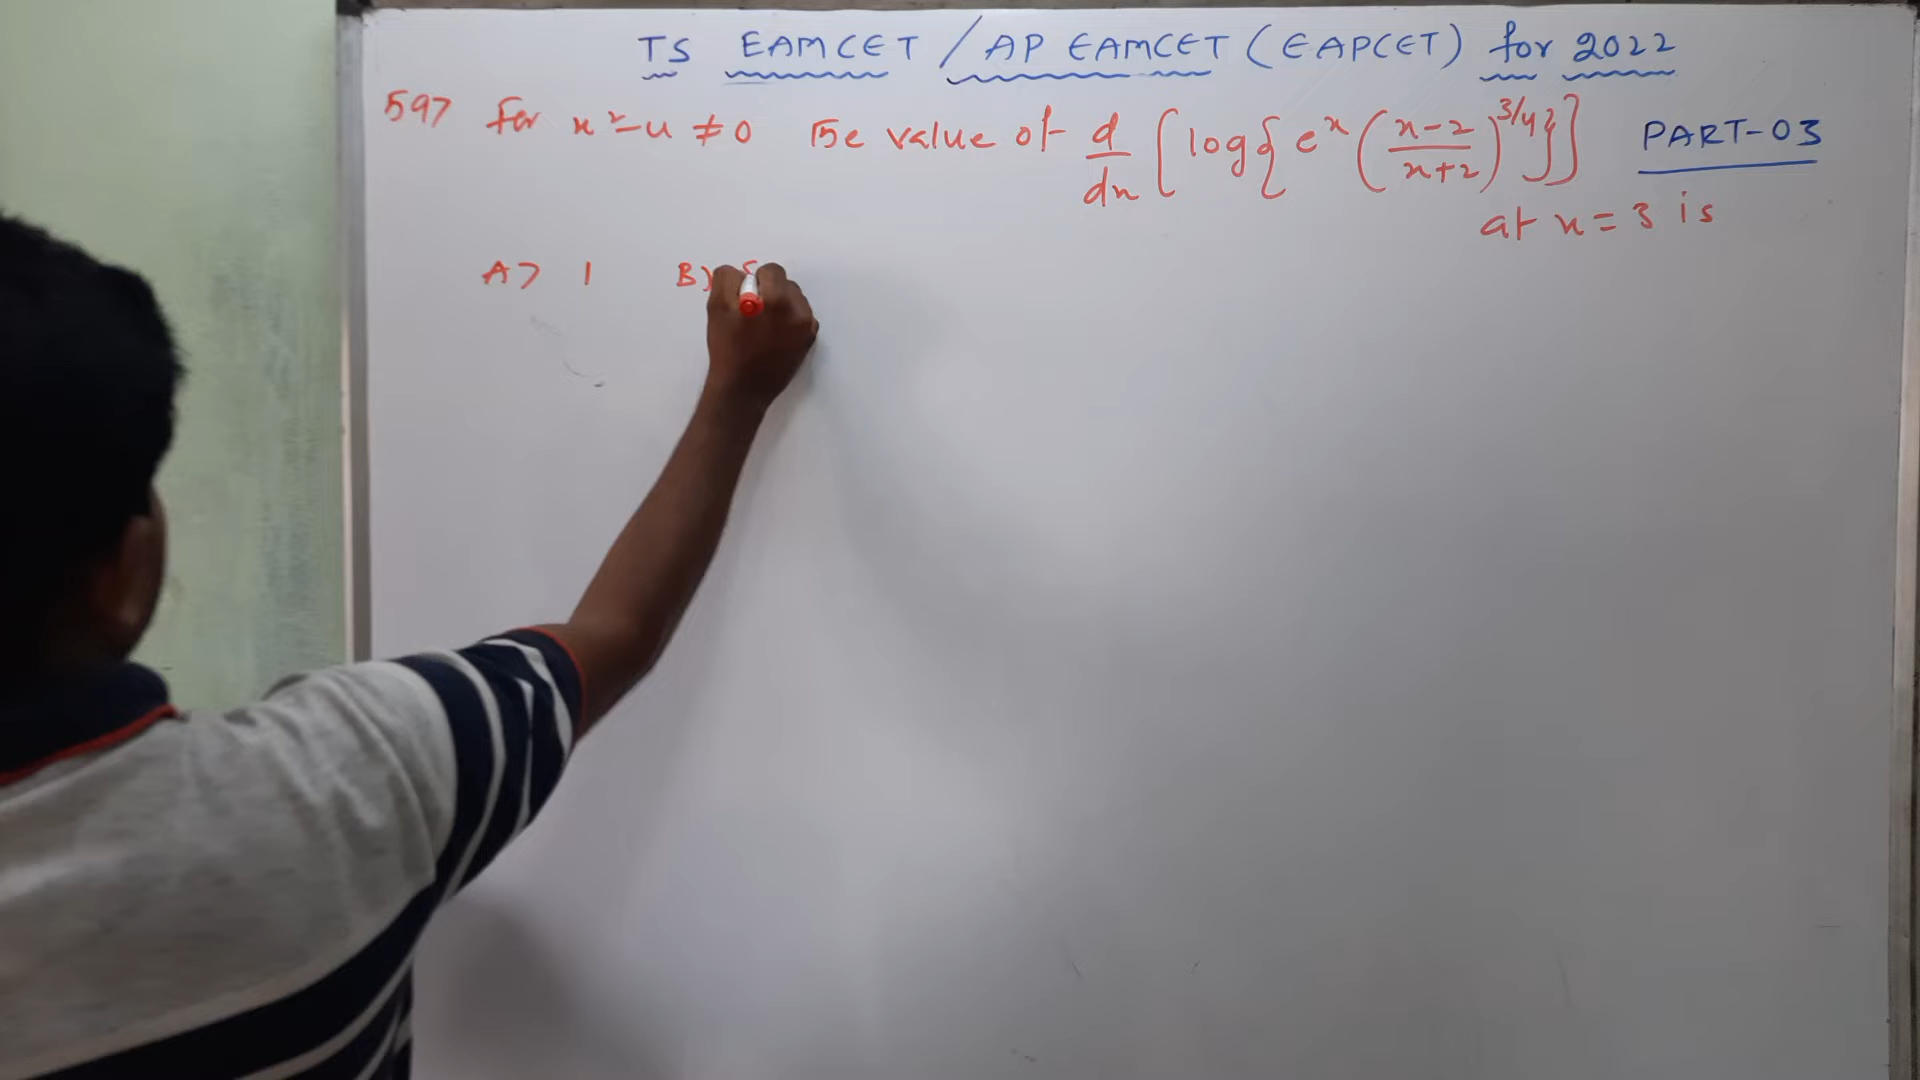 TS EAMCET / AP EAMCET (EAPCET) for 2022
597 For x²-4 ≠ 0 The value of d/dx [log{e^x ((x-2)/(x+2))^3/4}] PART-03
at x = 3 is
A) 1 B)